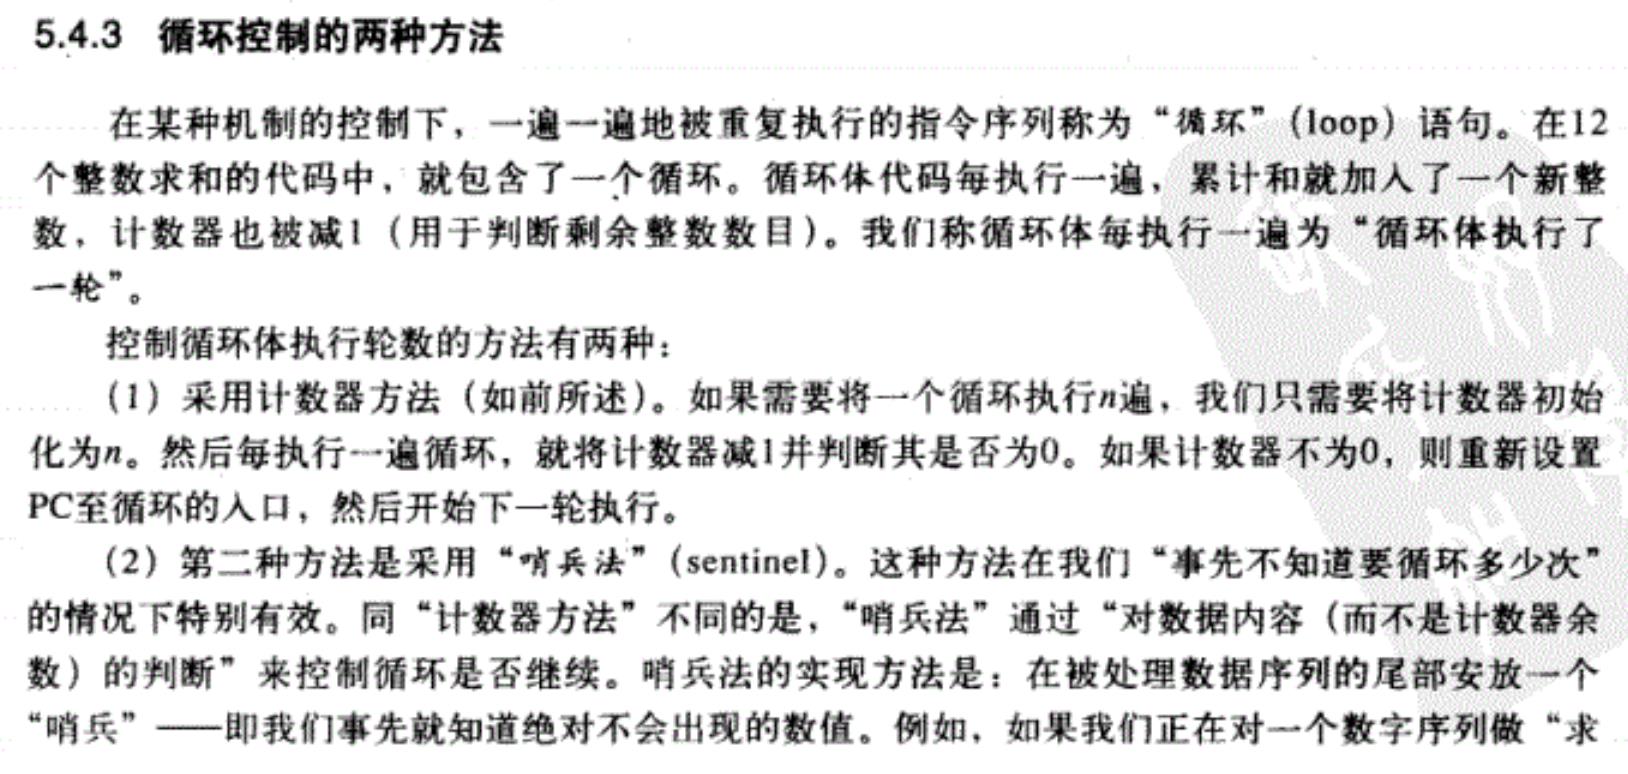 5.4.3 循环控制的两种方法
在某种机制的控制下，一遍一遍地被重复执行的指令序列称为“循环”（loop）语句。在12
个整数求和的代码中，就包含了一个循环。循环体代码每执行一遍，累计和就加入了一个新整
数，计数器也被减1（用于判断剩余整数数目）。我们称循环体每执行一遍为“循环体执行了
一轮”。
控制循环体执行轮数的方法有两种：
（1）采用计数器方法（如前所述）。如果需要将一个循环执行n遍，我们只需要将计数器初始
化为n。然后每执行一遍循环，就将计数器减1并判断其是否为0。如果计数器不为0，则重新设置
PC至循环的入口，然后开始下一轮执行。
（2）第二种方法是采用“哨兵法”（sentinel）。这种方法在我们“事先不知道要循环多少次”
的情况下特别有效。同“计数器方法”不同的是，“哨兵法”通过“对数据内容（而不是计数器余
数）的判断”来控制循环是否继续。哨兵法的实现方法是：在被处理数据序列的尾部安放一个
“哨兵”——即我们事先就知道绝对不会出现的数值。例如，如果我们正在对一个数字序列做“求